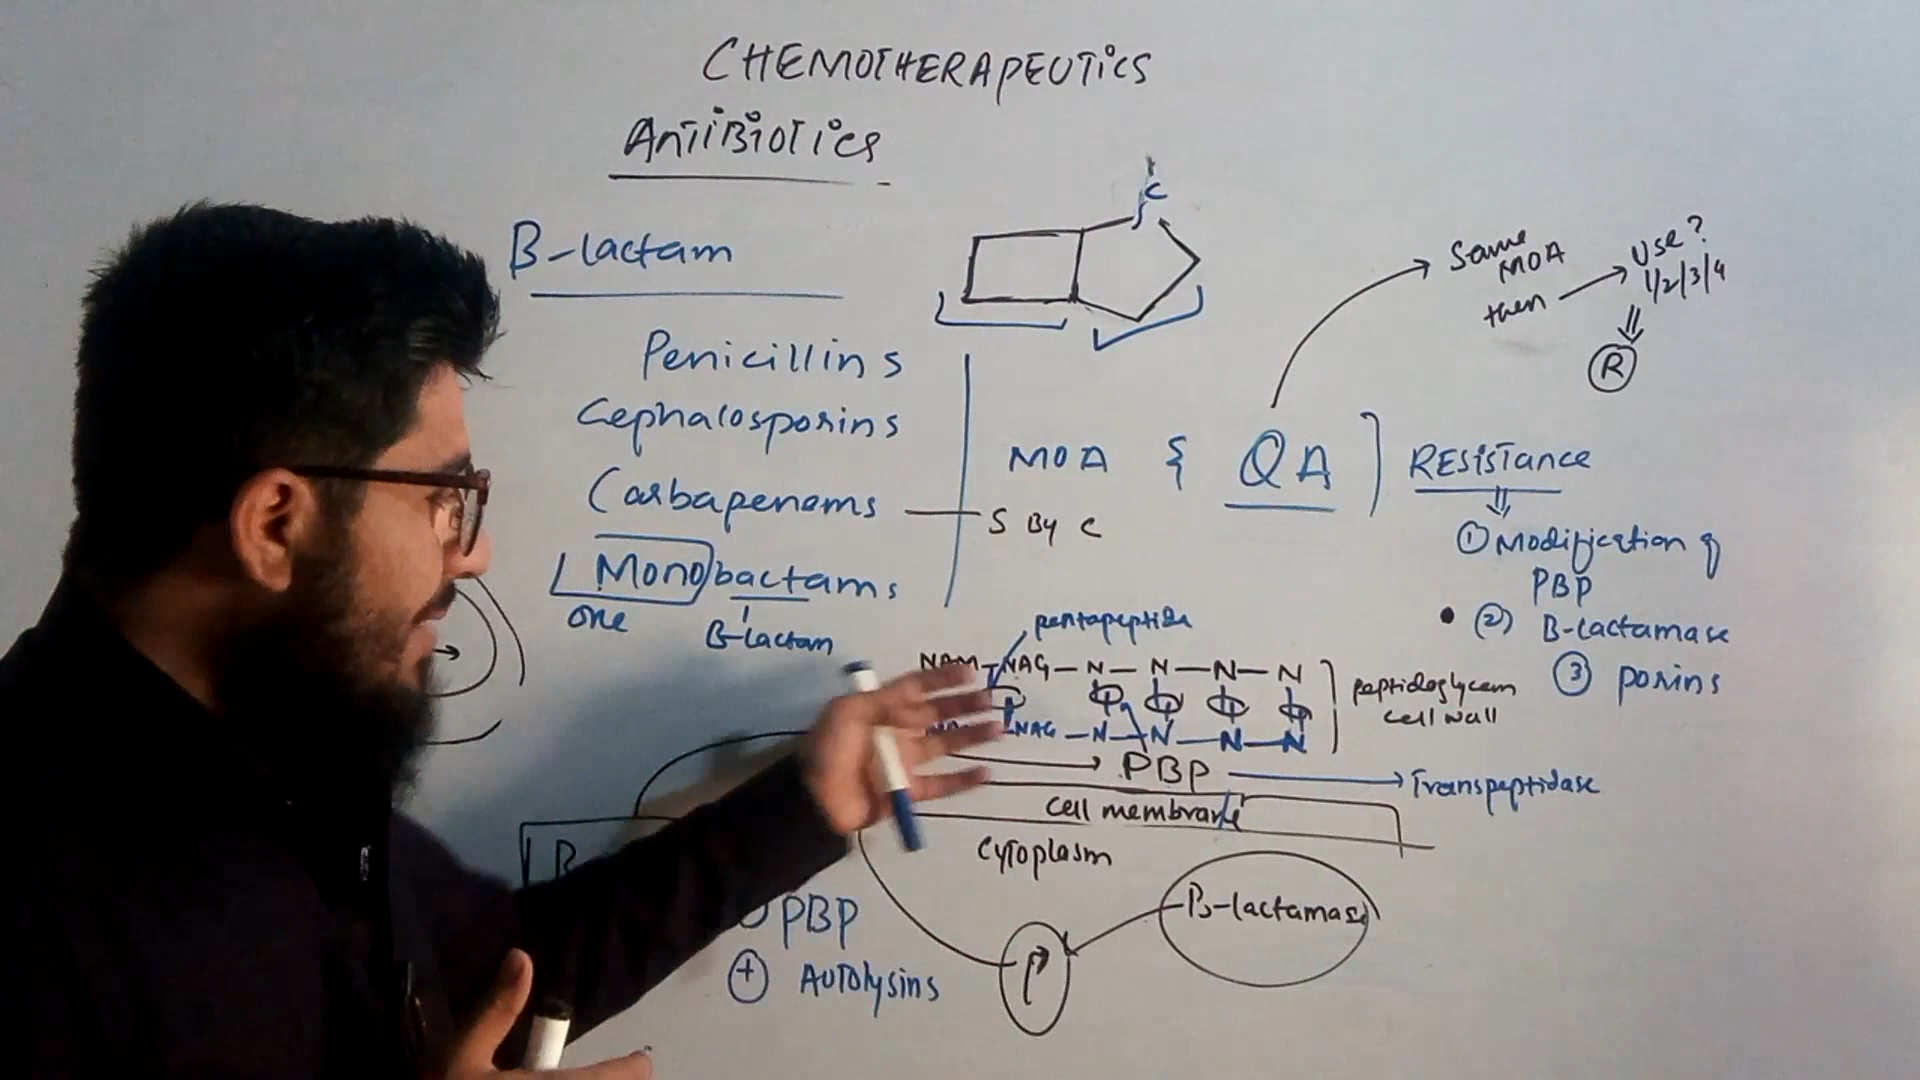 CHEMOTHERAPEUTICS
ANTIBIOTICS
B-lactam
C
Same MOA
then
Use?
1/2/3/4
R
Penicillins
Cephalosporins
Carbapenems
S By C
Monobactams
one
B-lactam
MOA & QA
RESISTANCE
① Modification of
PBP
② B-lactamase
③ porins
pentapeptide
NAM-NAG-N-N-N-N
NAG-N-N-N-N
peptidoglycan
cell wall
PBP
Transpeptidase
cell membrane
Cytoplasm
B-lactamase
B
PBP
+ AUTOlysins